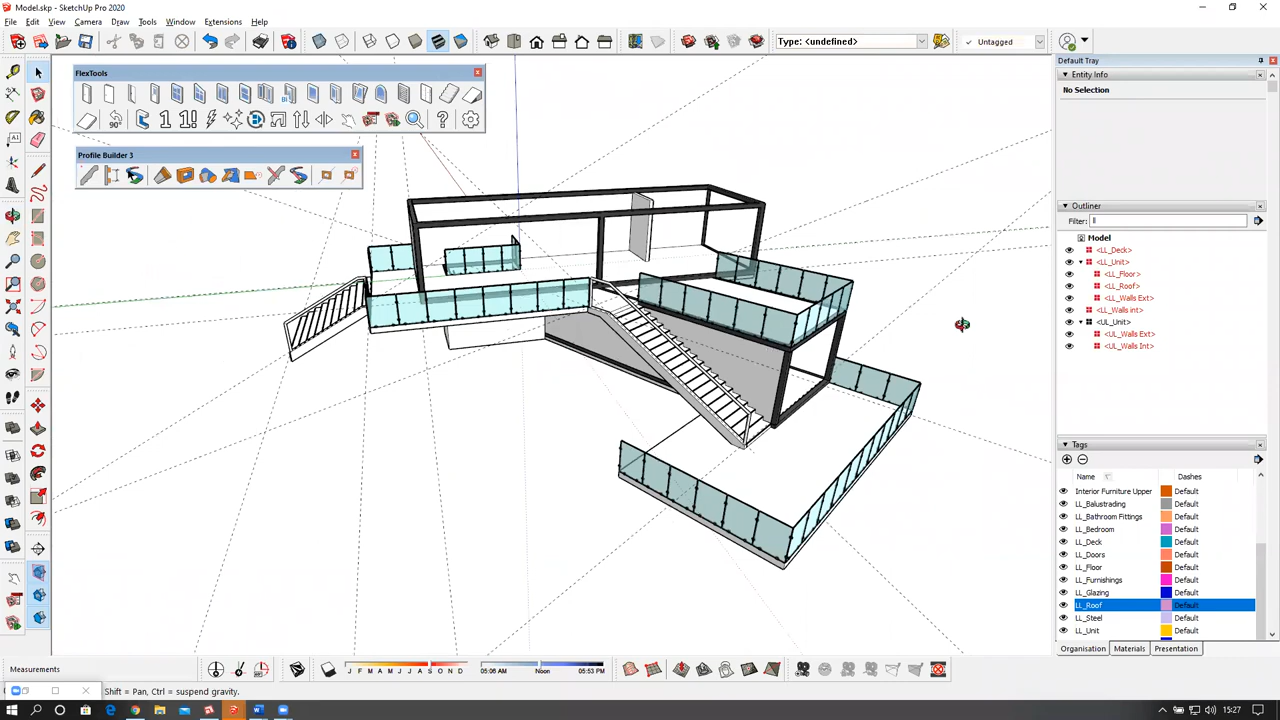 Model.skp - SketchUp Pro 2020
File Edit View Camera Draw Tools Window Extensions Help
Type: <undefined>
Untagged
FlexTools
Profile Builder 3
Default Tray
Entity Info
No Selection
Outliner
Filter: ll
Model
<LL_Deck>
<LL_Unit>
<LL_Floor>
<LL_Roof>
<LL_Walls Ext>
<LL_Walls int>
<UL_Unit>
<UL_Walls Ext>
<UL_Walls Int>
Tags
Name Dashes
Interior Furniture Upper Default
LL_Balustrading Default
LL_Bathroom Fittings Default
LL_Bedroom Default
LL_Deck Default
LL_Doors Default
LL_Floor Default
LL_Furnishings Default
LL_Glazing Default
LL_Roof Default
LL_Steel Default
LL_Unit Default
Organisation Materials Presentation
Measurements
J F M A M J J A S O N D
05:06 AM Noon 05:53 PM
Shift = Pan, Ctrl = suspend gravity.
15:27